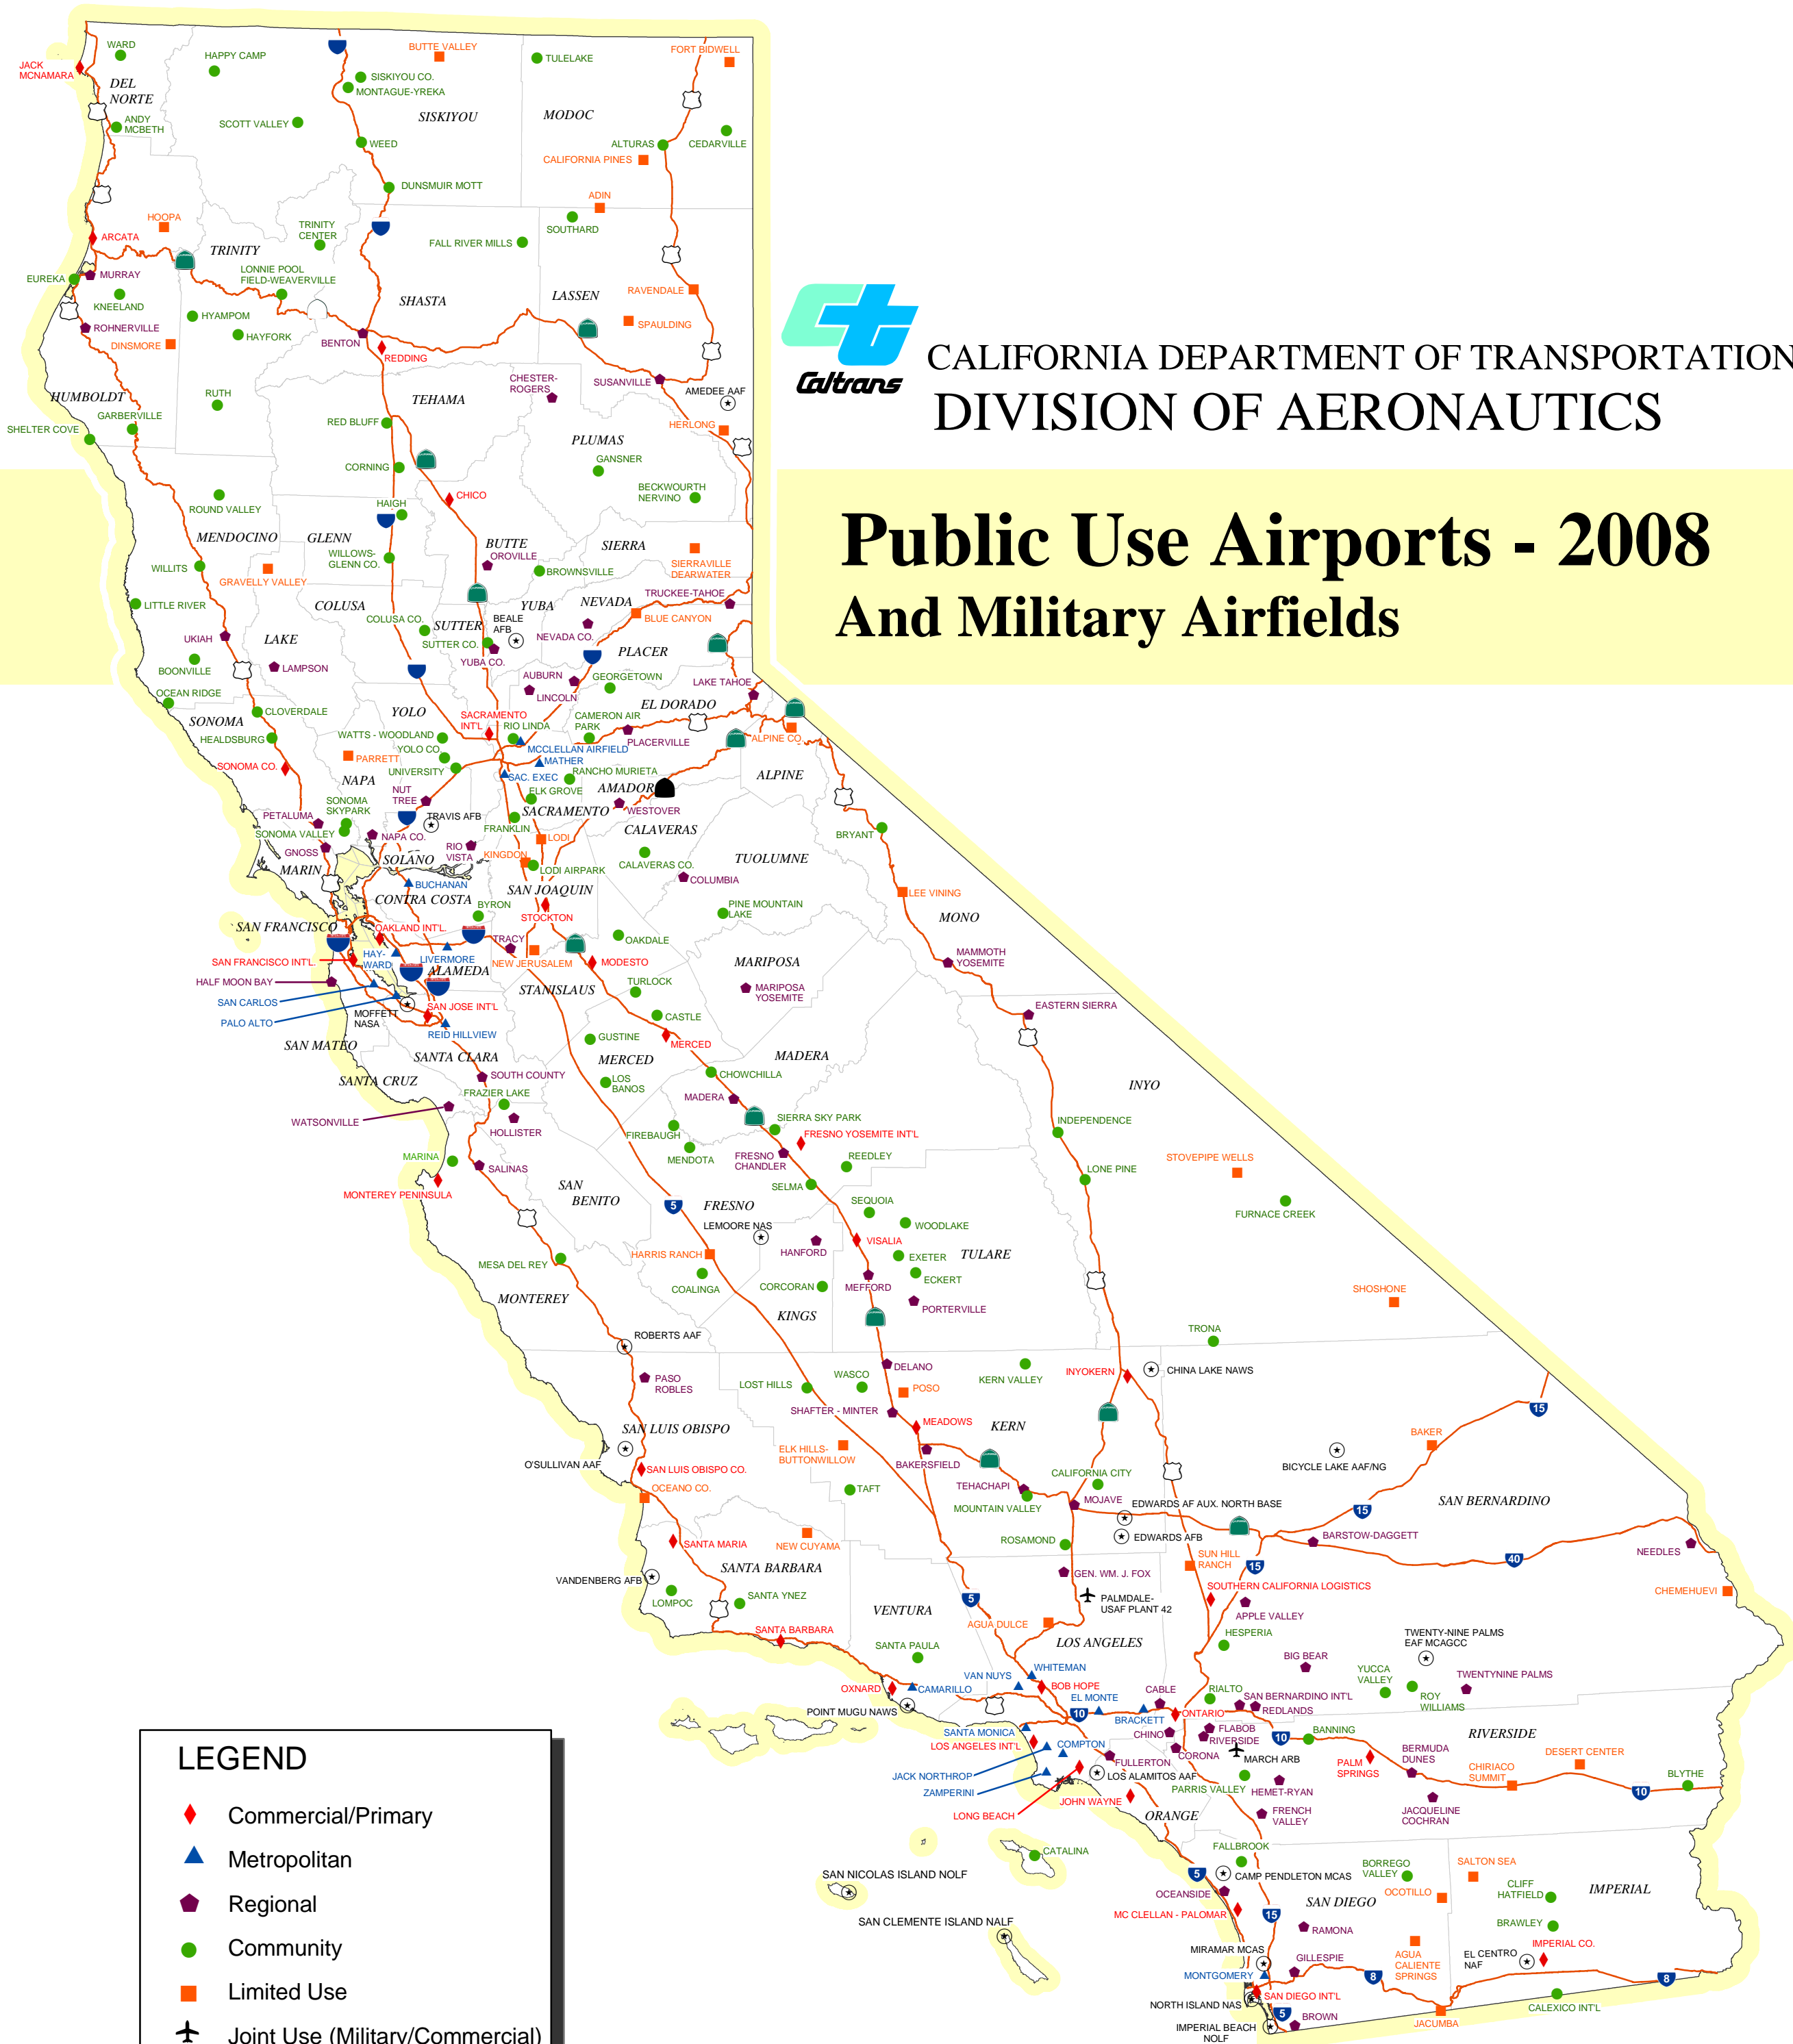 WARD
HAPPY CAMP
BUTTE VALLEY
TULELAKE
FORT BIDWELL
JACK
MCNAMARA
SISKIYOU CO.
MONTAGUE-YREKA
DEL
NORTE
ANDY
MCBETH
SCOTT VALLEY
SISKIYOU
MODOC
WEED
ALTURAS
CEDARVILLE
CALIFORNIA PINES
DUNSMUIR MOTT
ADIN
HOOPA
TRINITY
CENTER
SOUTHARD
ARCATA
TRINITY
FALL RIVER MILLS
EUREKA
MURRAY
LONNIE POOL
FIELD-WEAVERVILLE
KNEELAND
SHASTA
LASSEN
RAVENDALE
HYAMPOM
ROHNERVILLE
HAYFORK
SPAULDING
DINSMORE
BENTON
REDDING
CALIFORNIA DEPARTMENT OF TRANSPORTATION
Caltrans
DIVISION OF AERONAUTICS
CHESTER-
ROGERS
SUSANVILLE
AMEDEE AAF
HUMBOLDT
RUTH
TEHAMA
GARBERVILLE
SHELTER COVE
RED BLUFF
HERLONG
PLUMAS
GANSNER
CORNING
BECKWOURTH
NERVINO
ROUND VALLEY
HAIGH
CHICO
Public Use Airports - 2008
And Military Airfields
MENDOCINO
GLENN
BUTTE
SIERRA
WILLOWS-
GLENN CO.
OROVILLE
BROWNSVILLE
SIERRAVILLE
DEARWATER
WILLITS
GRAVELLY VALLEY
LITTLE RIVER
COLUSA
YUBA
NEVADA
TRUCKEE-TAHOE
COLUSA CO.
SUTTER
BEALE
AFB
BLUE CANYON
UKIAH
LAKE
SUTTER CO.
NEVADA CO.
YUBA CO.
PLACER
BOONVILLE
LAMPSON
AUBURN
GEORGETOWN
LAKE TAHOE
LINCOLN
OCEAN RIDGE
CLOVERDALE
EL DORADO
SONOMA
YOLO
SACRAMENTO
INT'L
RIO LINDA
CAMERON AIR
PARK
HEALDSBURG
WATTS - WOODLAND
PLACERVILLE
ALPINE CO.
YOLO CO.
MCCLELLAN AIRFIELD
PARRETT
MATHER
SONOMA CO.
UNIVERSITY
SAC. EXEC
RANCHO MURIETA
ALPINE
NAPA
NUT
TREE
ELK GROVE
AMADOR
SONOMA
SKYPARK
PETALUMA
TRAVIS AFB
SACRAMENTO
WESTOVER
SONOMA VALLEY
NAPA CO.
FRANKLIN
CALAVERAS
BRYANT
GNOSS
RIO
VISTA
LODI
KINGDON
MARIN
SOLANO
LODI AIRPARK
CALAVERAS CO.
TUOLUMNE
BUCHANAN
COLUMBIA
SAN JOAQUIN
LEE VINING
CONTRA COSTA
BYRON
PINE MOUNTAIN
LAKE
STOCKTON
MONO
SAN FRANCISCO
OAKLAND INT'L.
TRACY
OAKDALE
HAY-
WARD
LIVERMORE
NEW JERUSALEM
MODESTO
MAMMOTH
YOSEMITE
SAN FRANCISCO INT'L.
ALAMEDA
MARIPOSA
HALF MOON BAY
TURLOCK
MARIPOSA
YOSEMITE
STANISLAUS
SAN CARLOS
MOFFETT
NASA
SAN JOSE INT'L
EASTERN SIERRA
PALO ALTO
CASTLE
REID HILLVIEW
GUSTINE
MERCED
SAN MATEO
SANTA CLARA
MERCED
MADERA
SANTA CRUZ
SOUTH COUNTY
LOS
BANOS
CHOWCHILLA
INYO
FRAZIER LAKE
MADERA
WATSONVILLE
HOLLISTER
SIERRA SKY PARK
INDEPENDENCE
FIREBAUGH
FRESNO YOSEMITE INT'L
MENDOTA
FRESNO
CHANDLER
REEDLEY
MARINA
SALINAS
STOVEPIPE WELLS
LONE PINE
MONTEREY PENINSULA
SAN
BENITO
SELMA
5
FRESNO
SEQUOIA
FURNACE CREEK
LEMOORE NAS
WOODLAKE
HANFORD
VISALIA
HARRIS RANCH
EXETER
TULARE
MESA DEL REY
COALINGA
CORCORAN
ECKERT
MEFFORD
SHOSHONE
MONTEREY
KINGS
PORTERVILLE
TRONA
ROBERTS AAF
PASO
ROBLES
DELANO
WASCO
LOST HILLS
KERN VALLEY
INYOKERN
CHINA LAKE NAWS
POSO
SHAFTER - MINTER
15
SAN LUIS OBISPO
MEADOWS
KERN
BAKER
ELK HILLS-
BUTTONWILLOW
BAKERSFIELD
O'SULLIVAN AAF
SAN LUIS OBISPO CO.
CALIFORNIA CITY
BICYCLE LAKE AAF/NG
OCEANO CO.
TAFT
TEHACHAPI
MOUNTAIN VALLEY
MOJAVE
EDWARDS AF AUX. NORTH BASE
SAN BERNARDINO
15
EDWARDS AFB
SANTA MARIA
NEW CUYAMA
ROSAMOND
BARSTOW-DAGGETT
NEEDLES
SANTA BARBARA
SUN HILL
RANCH
15
40
VANDENBERG AFB
GEN. WM. J. FOX
SOUTHERN CALIFORNIA LOGISTICS
CHEMEHUEVI
LOMPOC
SANTA YNEZ
5
PALMDALE-
USAF PLANT 42
APPLE VALLEY
VENTURA
AGUA DULCE
SANTA BARBARA
LOS ANGELES
HESPERIA
TWENTY-NINE PALMS
EAF MCAGCC
SANTA PAULA
BIG BEAR
WHITEMAN
VAN NUYS
YUCCA
VALLEY
TWENTYNINE PALMS
OXNARD
CAMARILLO
BOB HOPE
CABLE
RIALTO
ROY
WILLIAMS
EL MONTE
SAN BERNARDINO INT'L
POINT MUGU NAWS
10
BRACKETT
ONTARIO
REDLANDS
SANTA MONICA
CHINO
FLABOB
RIVERSIDE
10
BANNING
RIVERSIDE
LOS ANGELES INT'L
COMPTON
CORONA
MARCH ARB
PALM
SPRINGS
BERMUDA
DUNES
DESERT CENTER
FULLERTON
CHIRIACO
SUMMIT
JACK NORTHROP
LOS ALAMITOS AAF
BLYTHE
ZAMPERINI
PARRIS VALLEY
HEMET-RYAN
10
JOHN WAYNE
LONG BEACH
ORANGE
FRENCH
VALLEY
JACQUELINE
COCHRAN
CATALINA
FALLBROOK
SAN NICOLAS ISLAND NOLF
5
CAMP PENDLETON MCAS
BORREGO
VALLEY
SALTON SEA
OCEANSIDE
OCOTILLO
CLIFF
HATFIELD
IMPERIAL
SAN DIEGO
MC CLELLAN - PALOMAR
15
SAN CLEMENTE ISLAND NALF
RAMONA
BRAWLEY
MIRAMAR MCAS
GILLESPIE
AGUA
CALIENTE
SPRINGS
EL CENTRO
NAF
IMPERIAL CO.
MONTGOMERY
8
8
SAN DIEGO INT'L
NORTH ISLAND NAS
5
BROWN
CALEXICO INT'L
IMPERIAL BEACH
NOLF
JACUMBA
LEGEND
Commercial/Primary
Metropolitan
Regional
Community
Limited Use
Joint Use (Military/Commercial)